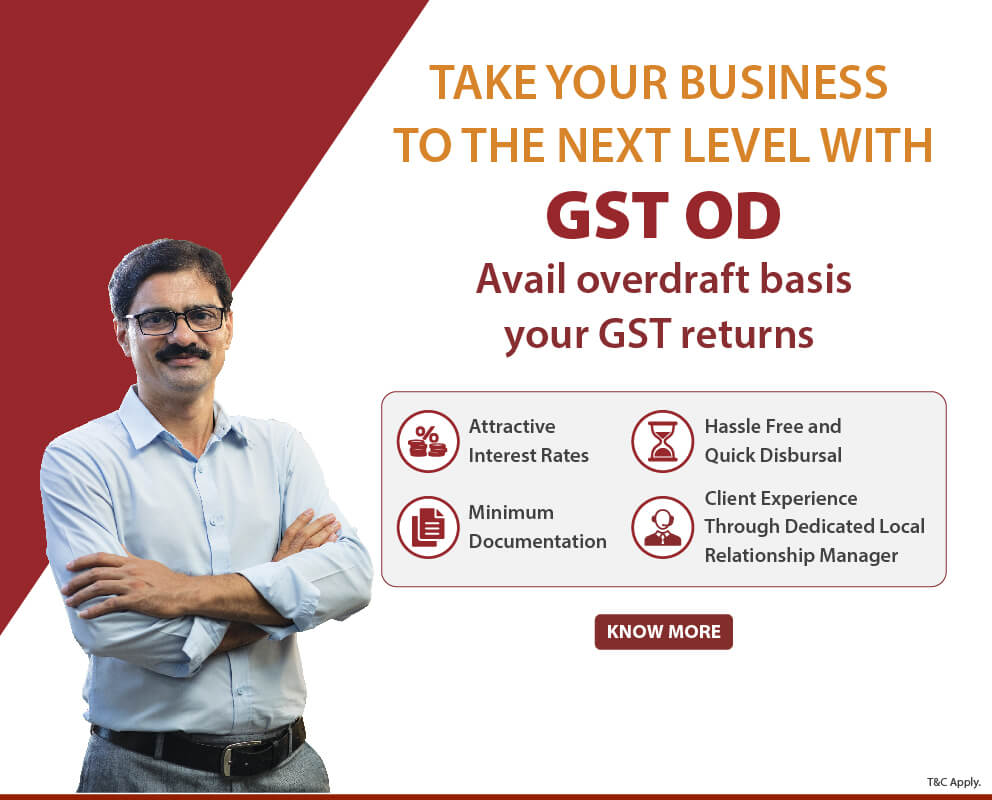 TAKE YOUR BUSINESS
TO THE NEXT LEVEL WITH
GST OD
Avail overdraft basis
your GST returns
%
Attractive
Interest Rates
Hassle Free and
Quick Disbursal
Minimum
Documentation
Client Experience
Through Dedicated Local
Relationship Manager
KNOW MORE
T&C Apply.